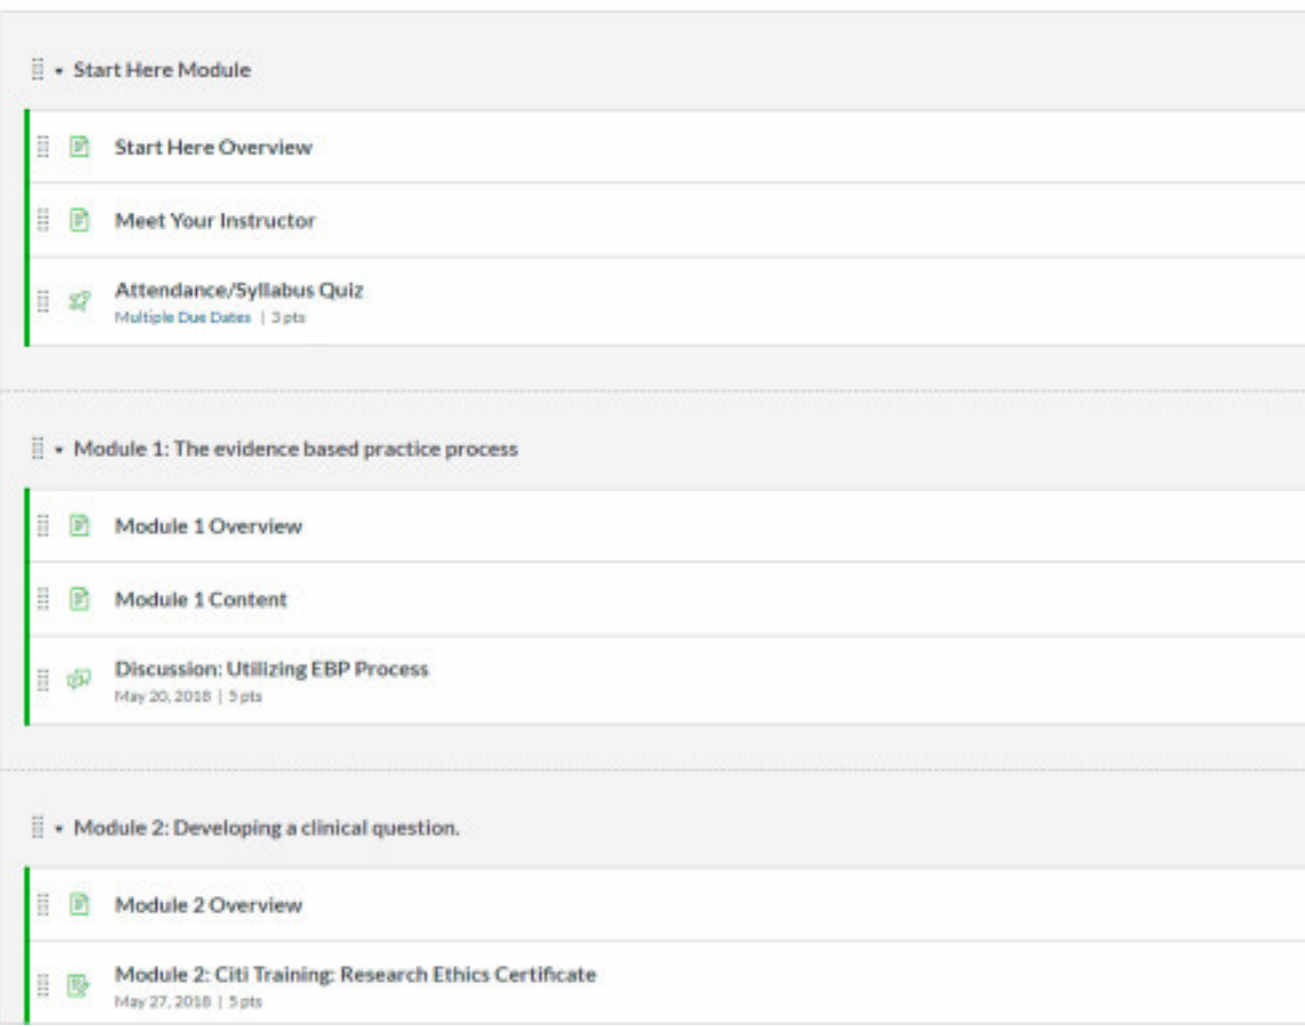 Start Here Module
Start Here Overview
Meet Your Instructor
Attendance/Syllabus Quiz
Multiple Due Dates | 3 pts
Module 1: The evidence based practice process
Module 1 Overview
Module 1 Content
Discussion: Utilizing EBP Process
May 20, 2018 | 5 pts
Module 2: Developing a clinical question.
Module 2 Overview
Module 2: Citi Training: Research Ethics Certificate
May 27, 2018 | 5 pts